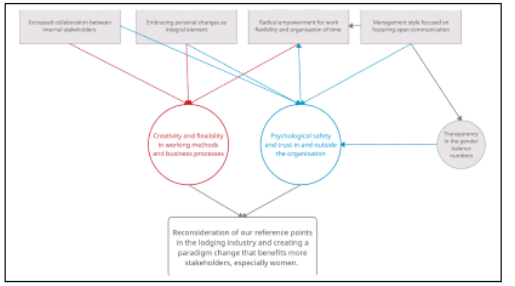 Increased collaboration between
internal stakeholders
Embracing personal changes as
integral element
Radical empowerment for work
flexibility and organisation of time
Management style focused on
fostering open communication
Creativity and flexibility
in working methods
and business processes
Psychological safety
and trust in and outside
the organisation
Transparency
in the gender
balance
numbers
Reconsideration of our reference points
in the lodging industry and creating a
paradigm change that benefits more
stakeholders, especially women.